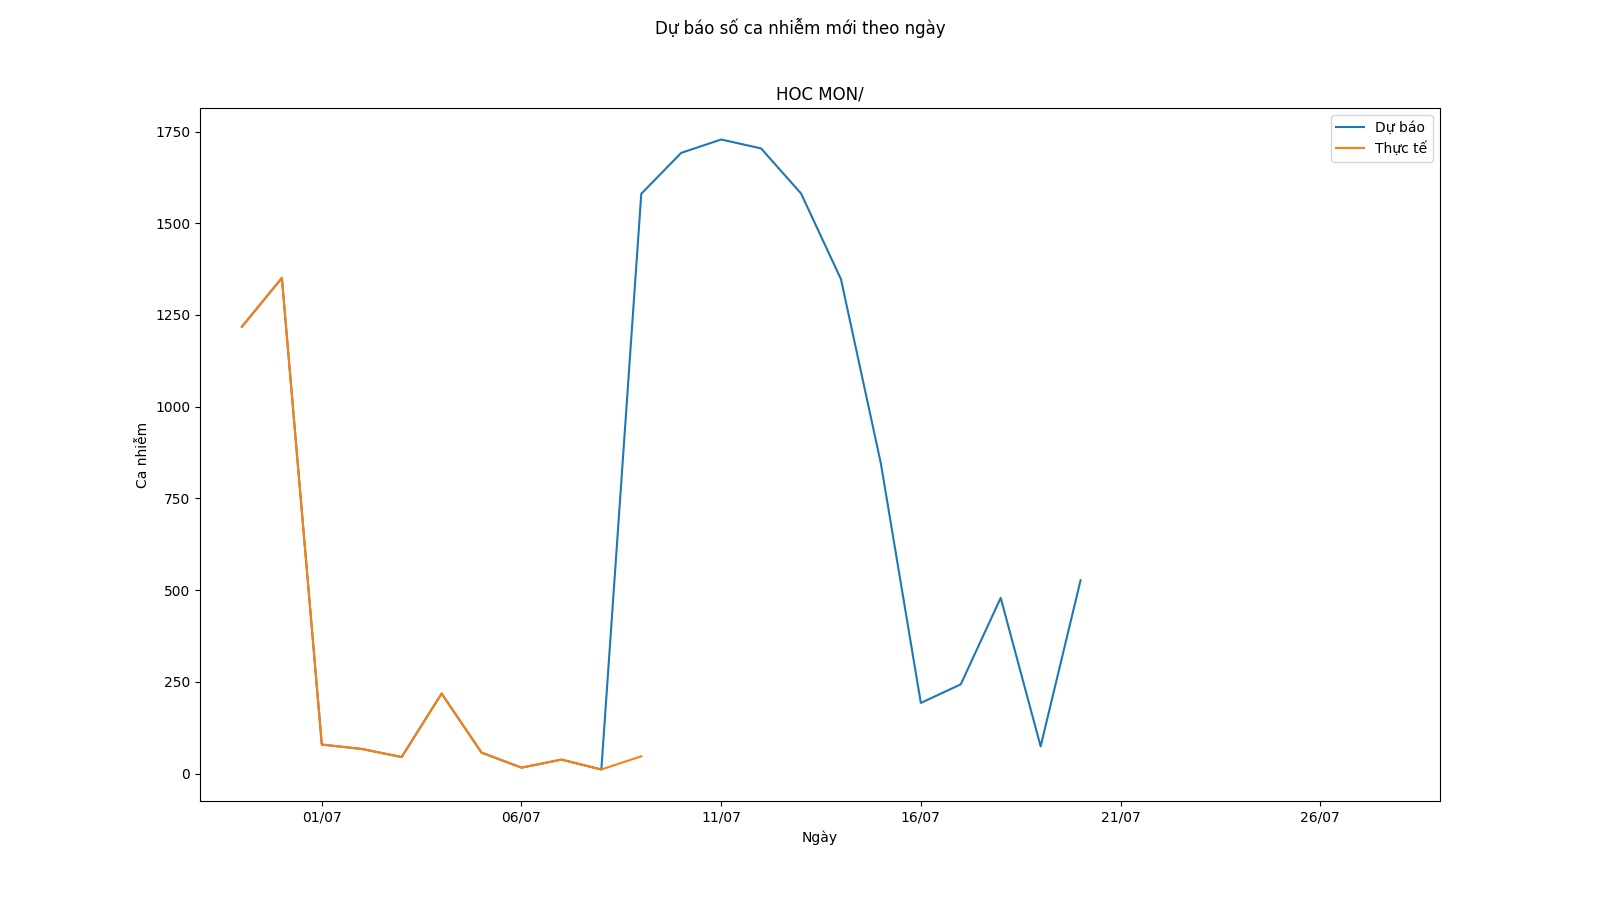 Dự báo số ca nhiễm mới theo ngày
HOC MON/
Dự báo
Thực tế
1750
1500
1250
1000
750
500
250
0
Ca nhiễm
01/07
06/07
11/07
16/07
21/07
26/07
Ngày